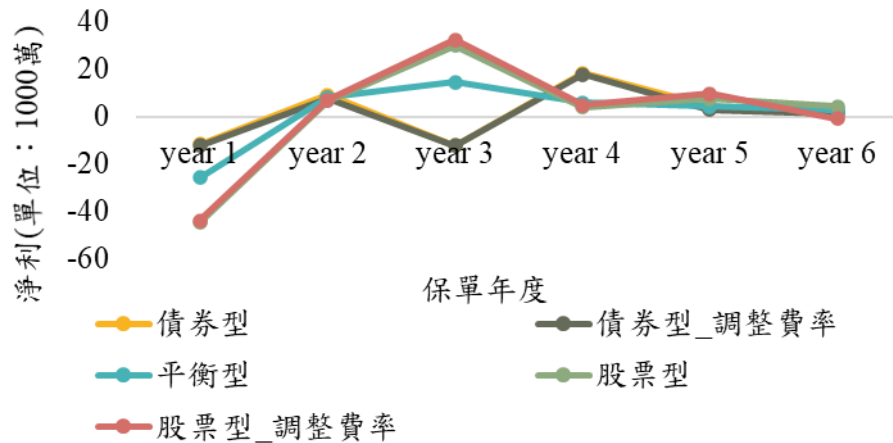 40
20
0
-20
-40
-60
淨利(單位：1000萬)
year 1 year 2 year 3 year 4 year 5 year 6
保單年度
債券型 債券型_調整費率
平衡型 股票型
股票型_調整費率